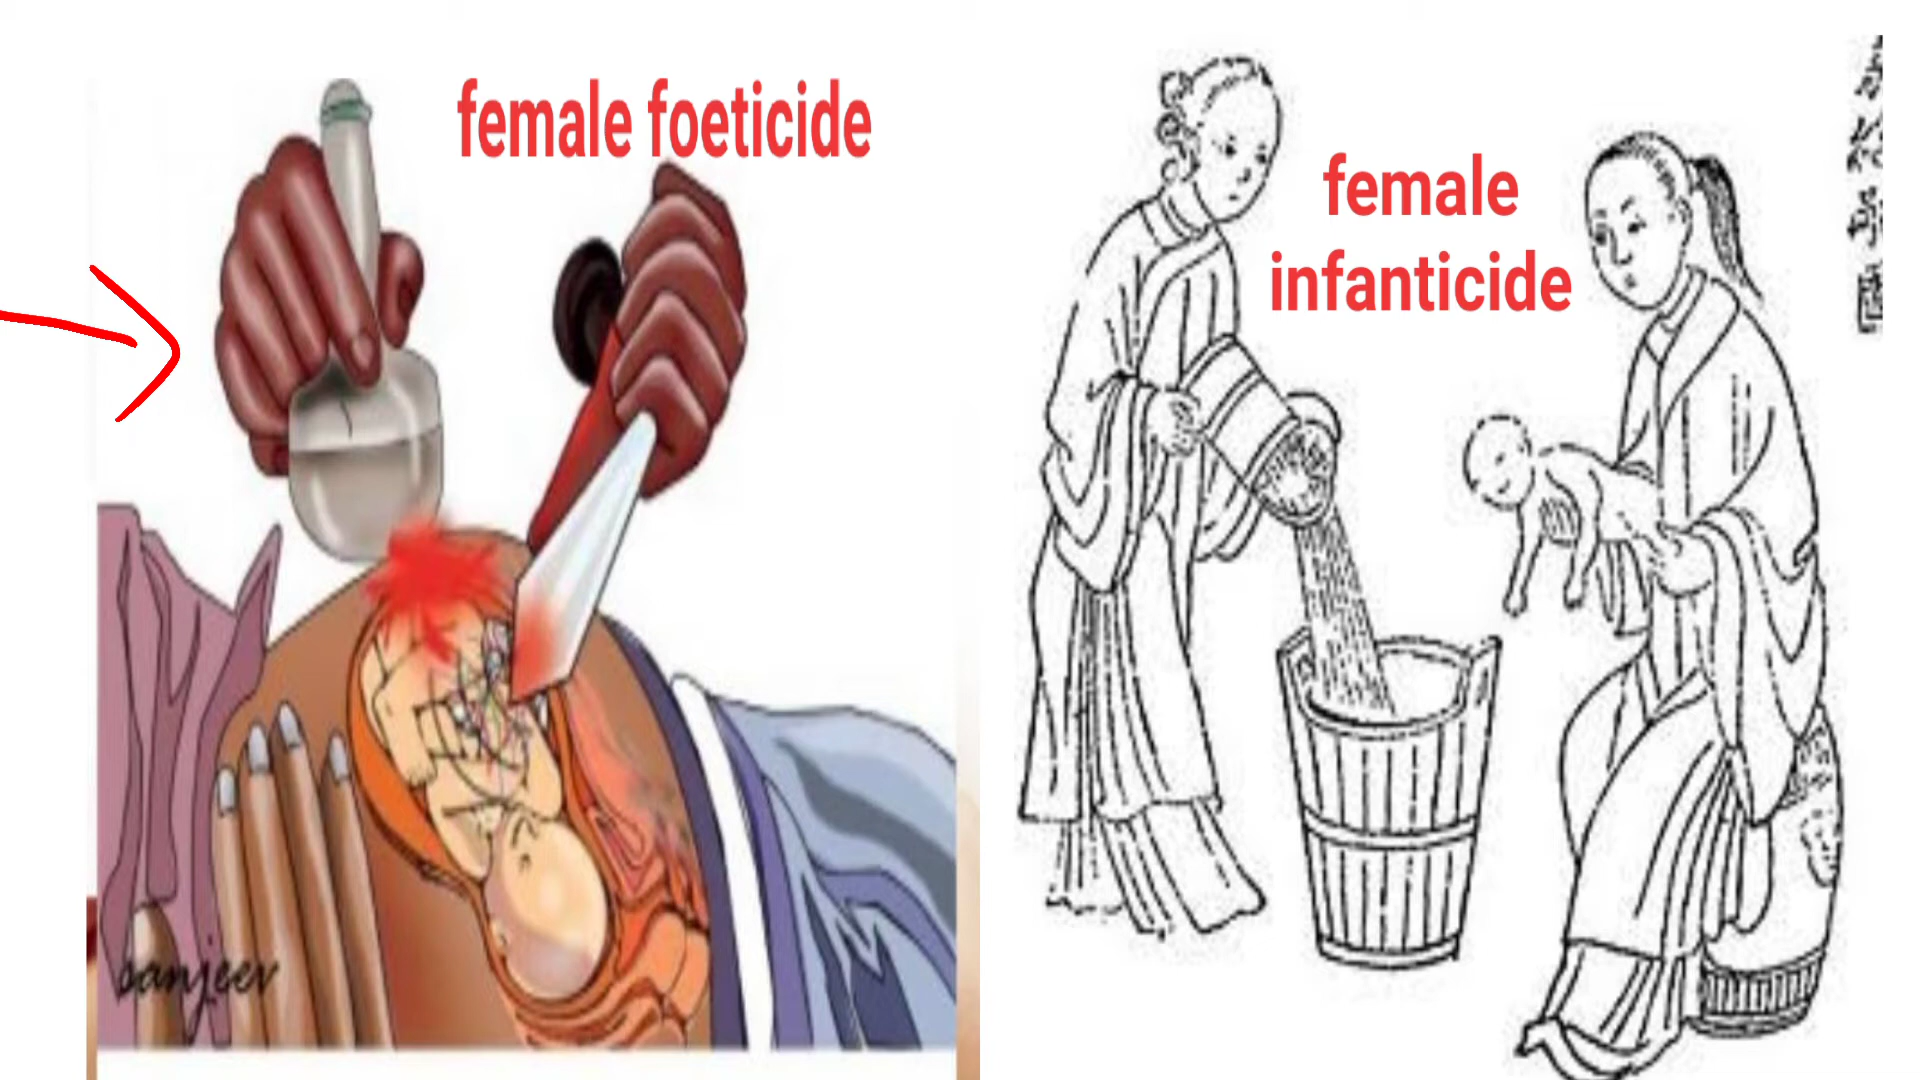 female foeticide
female
infanticide
sanjeev